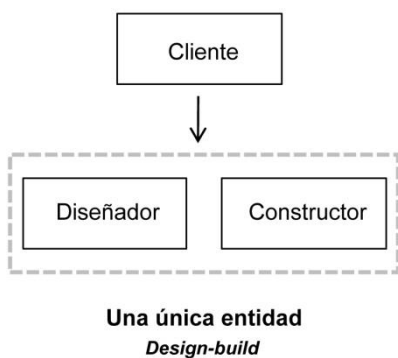 Cliente
Diseñador Constructor
Una única entidad
Design-build